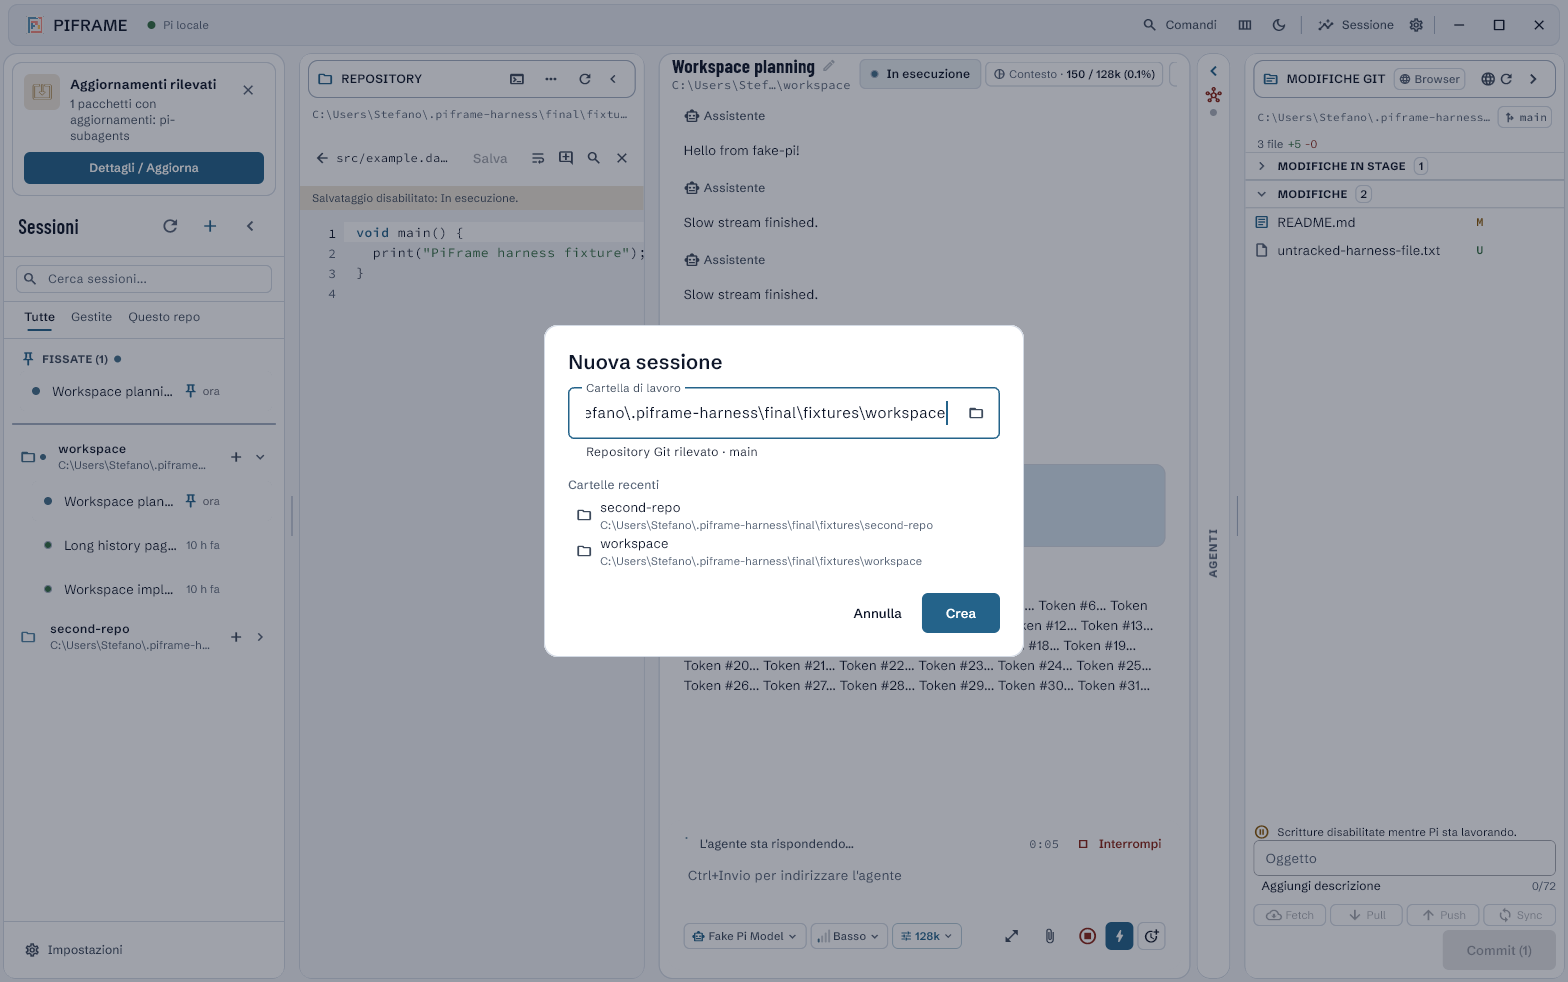 PIFRAME
Pi locale
Comandi
Sessione
Aggiornamenti rilevati
1 pacchetti con
aggiornamenti: pi-
subagents
Dettagli / Aggiorna
Sessioni
Cerca sessioni...
Tutte
Gestite
Questo repo
FISSATE (1)
Workspace planni...
ora
workspace
C:\Users\Stefano\.piframe...
Workspace plan...
ora
Long history pag...
10 h fa
Workspace impl...
10 h fa
second-repo
C:\Users\Stefano\.piframe-h...
Impostazioni
REPOSITORY
C:\Users\Stefano\.piframe-harness\final\fixtu...
src/example.da...
Salva
Salvataggio disabilitato: In esecuzione.
1 void main() {
2 print("PiFrame harness fixture");
3 }
4
Workspace planning
C:\Users\Stef...\workspace
In esecuzione
Contesto · 150 / 128k (0.1%)
Assistente
Hello from fake-pi!
Assistente
Slow stream finished.
Assistente
Slow stream finished.
Nuova sessione
Cartella di lavoro
efano\.piframe-harness\final\fixtures\workspace
Repository Git rilevato · main
Cartelle recenti
second-repo
C:\Users\Stefano\.piframe-harness\final\fixtures\second-repo
workspace
C:\Users\Stefano\.piframe-harness\final\fixtures\workspace
Annulla
Crea
... Token #6... Token
#12... Token #13...
#18... Token #19...
Token #20... Token #21... Token #22... Token #23... Token #24... Token #25...
Token #26... Token #27... Token #28... Token #29... Token #30... Token #31...
L'agente sta rispondendo...
0:05
Interrompi
Ctrl+Invio per indirizzare l'agente
Fake Pi Model
Basso
128k
AGENTI
MODIFICHE GIT
Browser
C:\Users\Stefano\.piframe-harness...
main
3 file +5 -0
MODIFICHE IN STAGE 1
MODIFICHE 2
README.md M
untracked-harness-file.txt U
Scritture disabilitate mentre Pi sta lavorando.
Oggetto
Aggiungi descrizione
0/72
Fetch
Pull
Push
Sync
Commit (1)